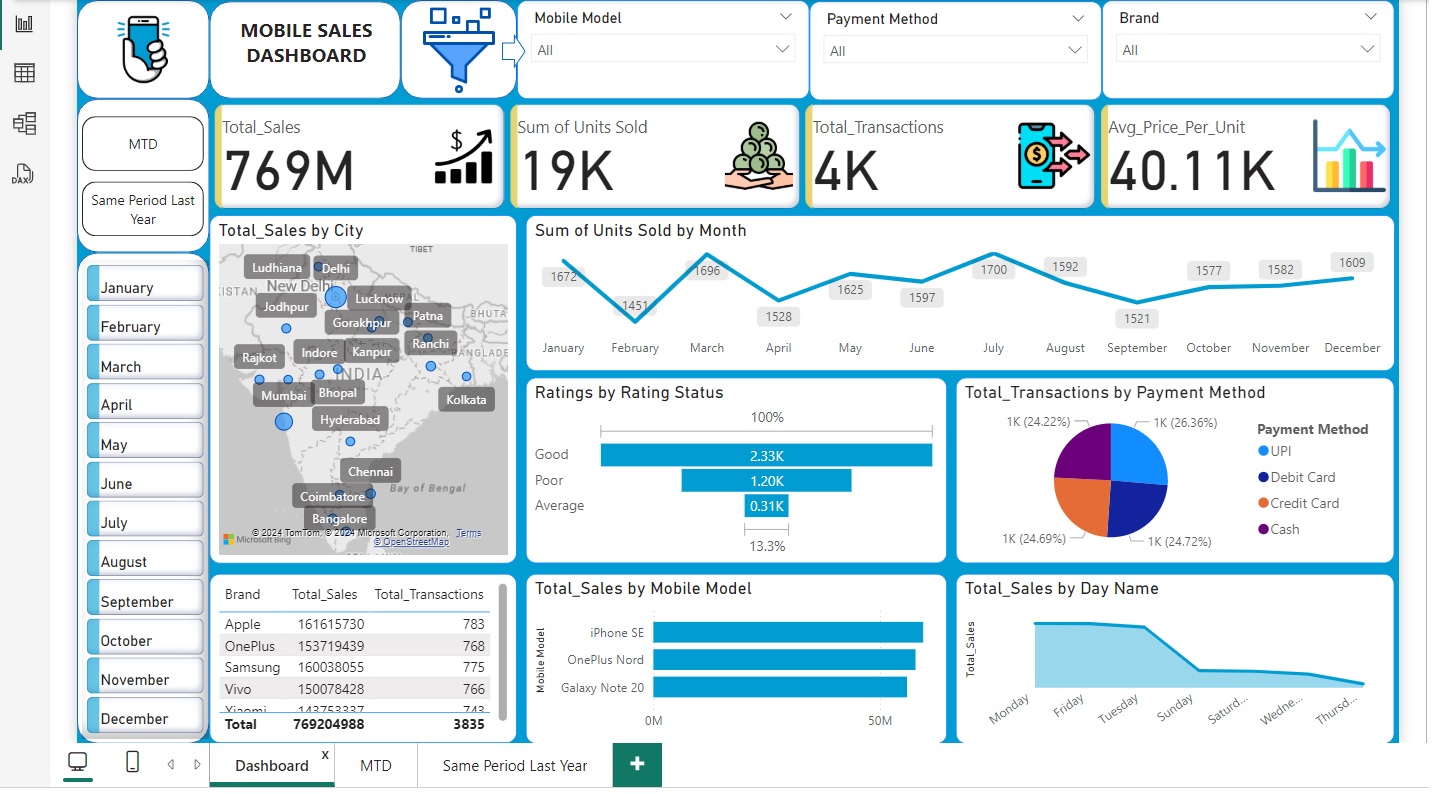 MOBILE SALES
DASHBOARD
Mobile Model
All
Payment Method
All
Brand
All
DAX
MTD
Same Period Last
Year
Total_Sales
769M
$
Sum of Units Sold
19K
Total_Transactions
4K
$
Avg_Price_Per_Unit
40.11K
January
February
March
April
May
June
July
August
September
October
November
December
Total_Sales by City
TIBET
Ludhiana
Delhi
New Delhi
Jodhpur
Lucknow
Gorakhpur
Patna
BHUTA
Rajkot
Indore
Kanpur
Ranchi
BANGLADE
INDIA
Mumbai
Bhopal
Kolkata
Hyderabad
Chennai
Coimbatore
Bay of Bengal
Bangalore
© 2024 TomTom, © 2024 Microsoft Corporation, Terms
Microsoft Bing
© OpenStreetMap
Sum of Units Sold by Month
1672
1451
1696
1528
1625
1597
1700
1592
1521
1577
1582
1609
January February March April May June July August September October November December
Ratings by Rating Status
100%
Good 2.33K
Poor 1.20K
Average 0.31K
13.3%
Total_Transactions by Payment Method
1K (24.22%)
1K (26.36%)
1K (24.69%)
1K (24.72%)
Payment Method
UPI
Debit Card
Credit Card
Cash
Brand Total_Sales Total_Transactions
Apple 161615730 783
OnePlus 153719439 768
Samsung 160038055 775
Vivo 150078428 766
Xiaomi 143753337 743
Total 769204988 3835
Total_Sales by Mobile Model
Mobile Model
iPhone SE
OnePlus Nord
Galaxy Note 20
0M 50M
Total_Sales by Day Name
Total_Sales
Monday Friday Tuesday Sunday Saturd... Wedne... Thursd...
Dashboard
x
MTD
Same Period Last Year
+